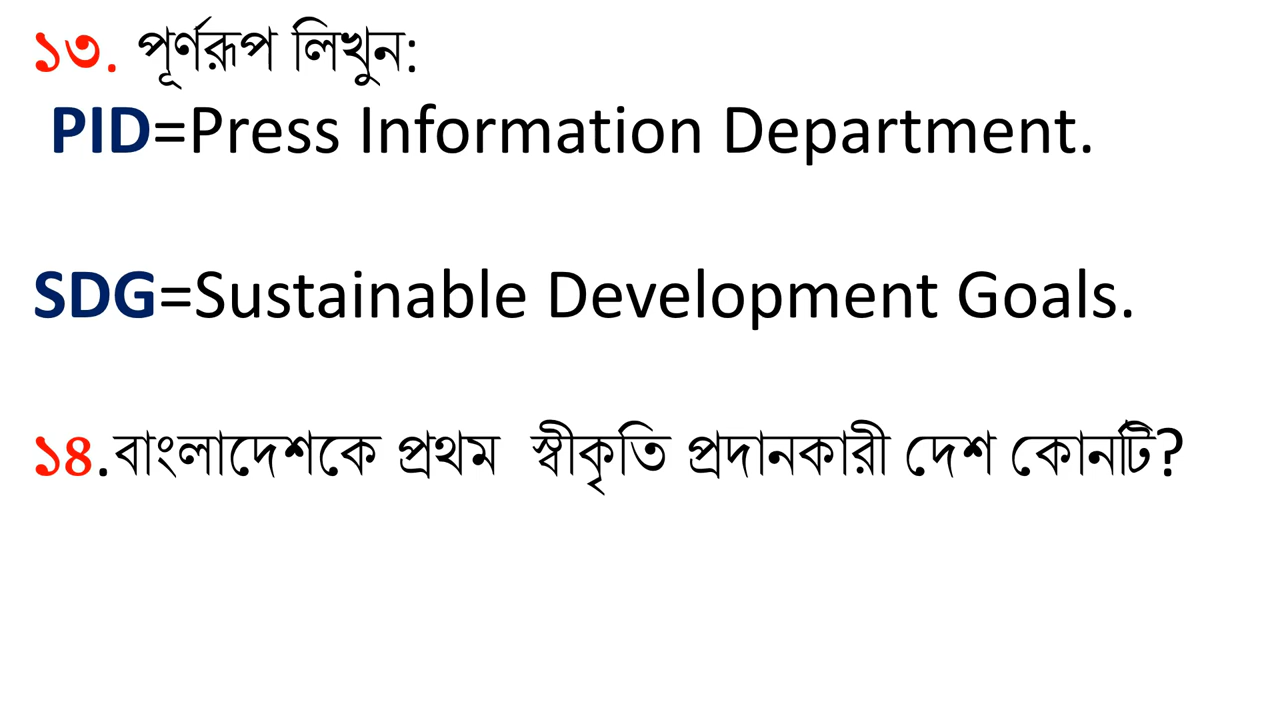 ১৩. পূর্ণরূপ লিখুন:
PID=Press Information Department.
SDG=Sustainable Development Goals.
১৪.বাংলাদেশকে প্রথম স্বীকৃতি প্রদানকারী দেশ কোনটি?